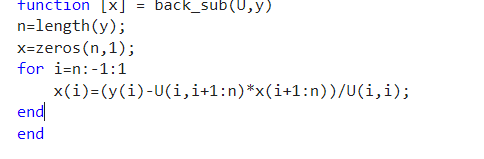 function [x] = back_sub(U,y)
n=length(y);
x=zeros(n,1);
for i=n:-1:1
    x(i)=(y(i)-U(i,i+1:n)*x(i+1:n))/U(i,i);
end
end